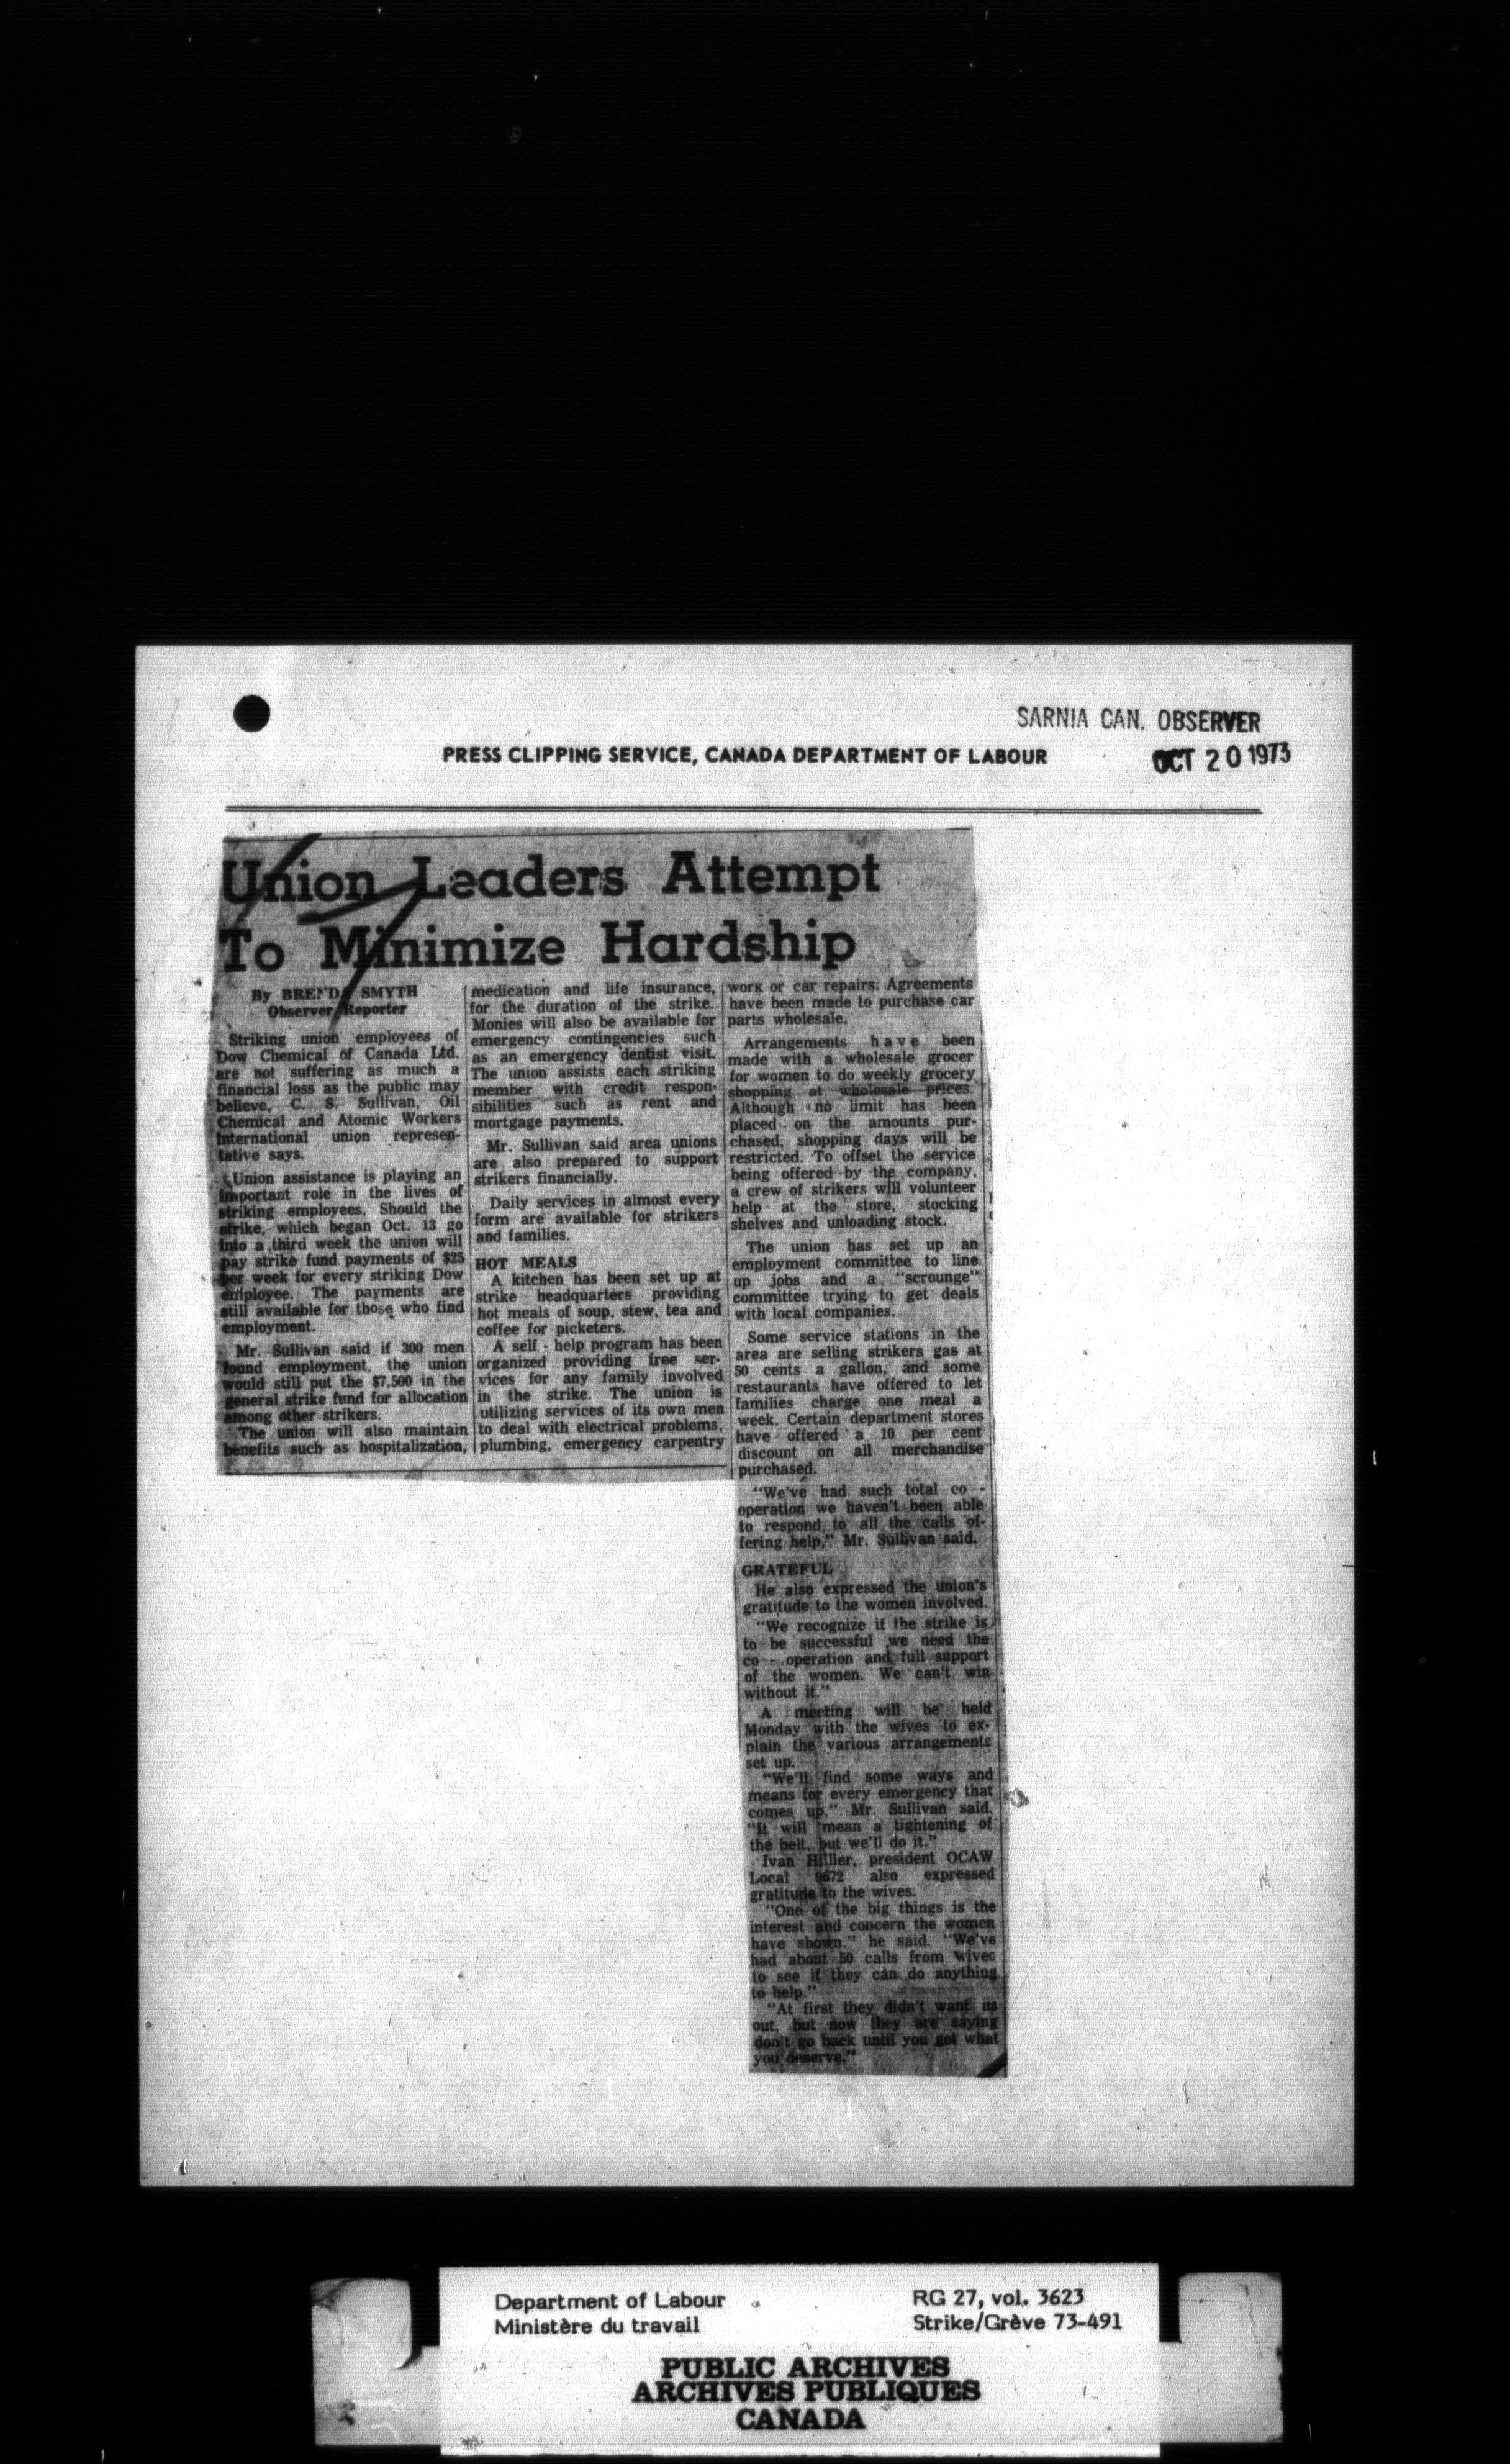 SARNIA CAN. OBSERVER
PRESS CLIPPING SERVICE, CANADA DEPARTMENT OF LABOUR
OCT 20 1973
Union Leaders Attempt
To Minimize Hardship
By BRENDA SMYTH
Observer Reporter
Striking union employees of
Dow Chemical of Canada Ltd.
are not suffering as much a
financial loss as the public may
believe, C. S. Sullivan, Oil
Chemical and Atomic Workers
International union represen-
tative says.
Union assistance is playing an
important role in the lives of
striking employees. Should the
strike, which began Oct. 13 go
into a third week the union will
pay strike fund payments of $25
per week for every striking Dow
employee. The payments are
still available for those who find
employment.
Mr. Sullivan said if 300 men
found employment, the union
would still put the $7,500 in the
general strike fund for allocation
among other strikers.
The union will also maintain
benefits such as hospitalization,
medication and life insurance,
for the duration of the strike.
Monies will also be available for
emergency contingencies such
as an emergency dentist visit.
The union assists each striking
member with credit respon-
sibilities such as rent and
mortgage payments.
Mr. Sullivan said area unions
are also prepared to support
strikers financially.
Daily services in almost every
form are available for strikers
and families.
HOT MEALS
A kitchen has been set up at
strike headquarters providing
hot meals of soup, stew, tea and
coffee for picketers.
A self - help program has been
organized providing free ser-
vices for any family involved
in the strike. The union is
utilizing services of its own men
to deal with electrical problems,
plumbing, emergency carpentry
work or car repairs. Agreements
have been made to purchase car
parts wholesale.
Arrangements have been
made with a wholesale grocer
for women to do weekly grocery
shopping at wholesale prices.
Although no limit has been
placed on the amounts pur-
chased, shopping days will be
restricted. To offset the service
being offered by the company,
a crew of strikers will volunteer
help at the store, stocking
shelves and unloading stock.
The union has set up an
employment committee to line
up jobs and a "scrounge"
committee trying to get deals
with local companies.
Some service stations in the
area are selling strikers gas at
50 cents a gallon, and some
restaurants have offered to let
families charge one meal a
week. Certain department stores
have offered a 10 per cent
discount on all merchandise
purchased.
"We've had such total co -
operation we haven't been able
to respond to all the calls of-
fering help," Mr. Sullivan said.
GRATEFUL
He also expressed the union's
gratitude to the women involved.
"We recognize if the strike is
to be successful we need the
co - operation and full support
of the women. We can't win
without it."
A meeting will be held
Monday with the wives to ex-
plain the various arrangements
set up.
"We'll find some ways and
means for every emergency that
comes up," Mr. Sullivan said.
"It will mean a tightening of
the belt, but we'll do it."
Ivan Hillier, president OCAW
Local 9672 also expressed
gratitude to the wives.
"One of the big things is the
interest and concern the women
have shown," he said. "We've
had about 50 calls from wives
to see if they can do anything
to help."
"At first they didn't want us
out, but now they are saying
don't go back until you get what
you deserve."
Department of Labour
Ministère du travail
RG 27, vol. 3623
Strike/Grève 73-491
PUBLIC ARCHIVES
ARCHIVES PUBLIQUES
CANADA
2